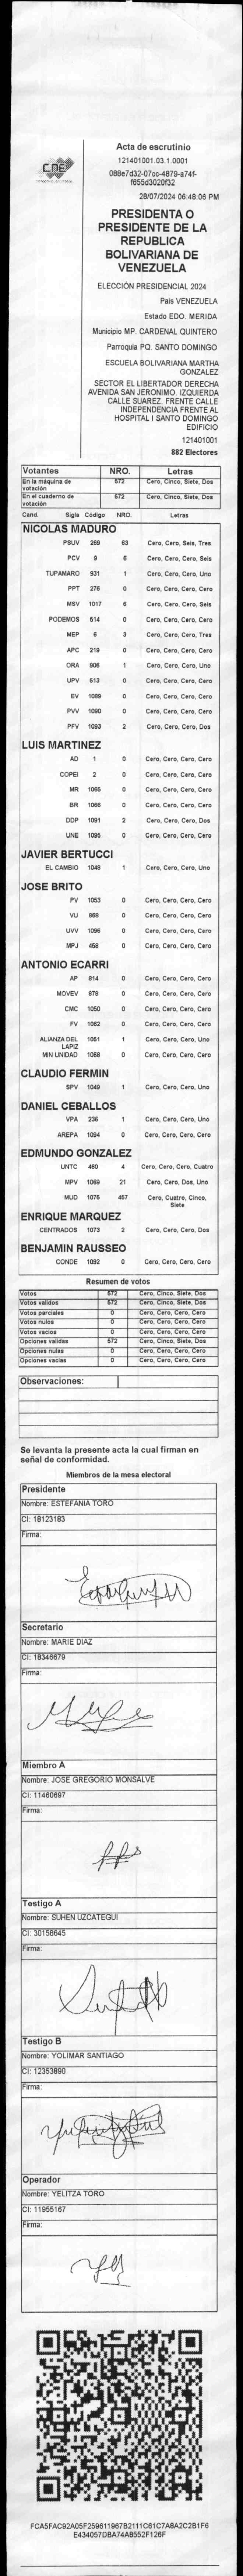 CNE
Acta de escrutinio
121401001.03.1.0001
088e7d32-07cc-4879-a74f-
f655d3020f32
28/07/2024 06:48:06 PM
PRESIDENTA O
PRESIDENTE DE LA
REPUBLICA
BOLIVARIANA DE
VENEZUELA
ELECCIÓN PRESIDENCIAL 2024
País VENEZUELA
Estado EDO. MERIDA
Municipio MP. CARDENAL QUINTERO
Parroquia PQ. SANTO DOMINGO
ESCUELA BOLIVARIANA MARTHA
GONZALEZ
SECTOR EL LIBERTADOR DERECHA
AVENIDA SAN JERONIMO. IZQUIERDA
CALLE SUAREZ. FRENTE CALLE
INDEPENDENCIA FRENTE AL
HOSPITAL I SANTO DOMINGO
EDIFICIO
121401001
882 Electores
Votantes NRO. Letras
En la máquina de votación 572 Cero, Cinco, Siete, Dos
En el cuaderno de votación 572 Cero, Cinco, Siete, Dos
Cand. Sigla Código NRO. Letras
NICOLAS MADURO
PSUV 269 63 Cero, Cero, Seis, Tres
PCV 9 6 Cero, Cero, Cero, Seis
TUPAMARO 931 1 Cero, Cero, Cero, Uno
PPT 276 0 Cero, Cero, Cero, Cero
MSV 1017 6 Cero, Cero, Cero, Seis
PODEMOS 514 0 Cero, Cero, Cero, Cero
MEP 6 3 Cero, Cero, Cero, Tres
APC 219 0 Cero, Cero, Cero, Cero
ORA 906 1 Cero, Cero, Cero, Uno
UPV 513 0 Cero, Cero, Cero, Cero
EV 1089 0 Cero, Cero, Cero, Cero
PVV 1090 0 Cero, Cero, Cero, Cero
PFV 1093 2 Cero, Cero, Cero, Dos
LUIS MARTINEZ
AD 1 0 Cero, Cero, Cero, Cero
COPEI 2 0 Cero, Cero, Cero, Cero
MR 1066 0 Cero, Cero, Cero, Cero
BR 1066 0 Cero, Cero, Cero, Cero
DDP 1091 2 Cero, Cero, Cero, Dos
UNE 1095 0 Cero, Cero, Cero, Cero
JAVIER BERTUCCI
EL CAMBIO 1048 1 Cero, Cero, Cero, Uno
JOSE BRITO
PV 1053 0 Cero, Cero, Cero, Cero
VU 868 0 Cero, Cero, Cero, Cero
UVV 1096 0 Cero, Cero, Cero, Cero
MPJ 458 0 Cero, Cero, Cero, Cero
ANTONIO ECARRI
AP 814 0 Cero, Cero, Cero, Cero
MOVEV 878 0 Cero, Cero, Cero, Cero
CMC 1050 0 Cero, Cero, Cero, Cero
FV 1062 0 Cero, Cero, Cero, Cero
ALIANZA DEL LAPIZ 1051 1 Cero, Cero, Cero, Uno
MIN UNIDAD 1068 0 Cero, Cero, Cero, Cero
CLAUDIO FERMIN
SPV 1049 1 Cero, Cero, Cero, Uno
DANIEL CEBALLOS
VPA 236 1 Cero, Cero, Cero, Uno
AREPA 1094 0 Cero, Cero, Cero, Cero
EDMUNDO GONZALEZ
UNTC 460 4 Cero, Cero, Cero, Cuatro
MPV 1069 21 Cero, Cero, Dos, Uno
MUD 1075 457 Cero, Cuatro, Cinco, Siete
ENRIQUE MARQUEZ
CENTRADOS 1073 2 Cero, Cero, Cero, Dos
BENJAMIN RAUSSEO
CONDE 1092 0 Cero, Cero, Cero, Cero
Resumen de votos
Votos 572 Cero, Cinco, Siete, Dos
Votos validos 572 Cero, Cinco, Siete, Dos
Votos parciales 0 Cero, Cero, Cero, Cero
Votos nulos 0 Cero, Cero, Cero, Cero
Votos vacios 0 Cero, Cero, Cero, Cero
Opciones validas 572 Cero, Cinco, Siete, Dos
Opciones nulas 0 Cero, Cero, Cero, Cero
Opciones vacias 0 Cero, Cero, Cero, Cero
Observaciones:
Se levanta la presente acta la cual firman en
señal de conformidad.
Miembros de la mesa electoral
Presidente
Nombre: ESTEFANIA TORO
CI: 18123183
Firma:
Secretario
Nombre: MARIE DIAZ
CI: 18346679
Firma:
Miembro A
Nombre: JOSE GREGORIO MONSALVE
CI: 11460697
Firma:
Testigo A
Nombre: SUHEN UZCATEGUI
CI: 30158645
Firma:
Testigo B
Nombre: YOLIMAR SANTIAGO
CI: 12353890
Firma:
Operador
Nombre: YELITZA TORO
CI: 11955167
Firma:
FCA5FAC92A05F259611967B2111C61C7A8A2C2B1F6
E434057DBA74A8552F126F